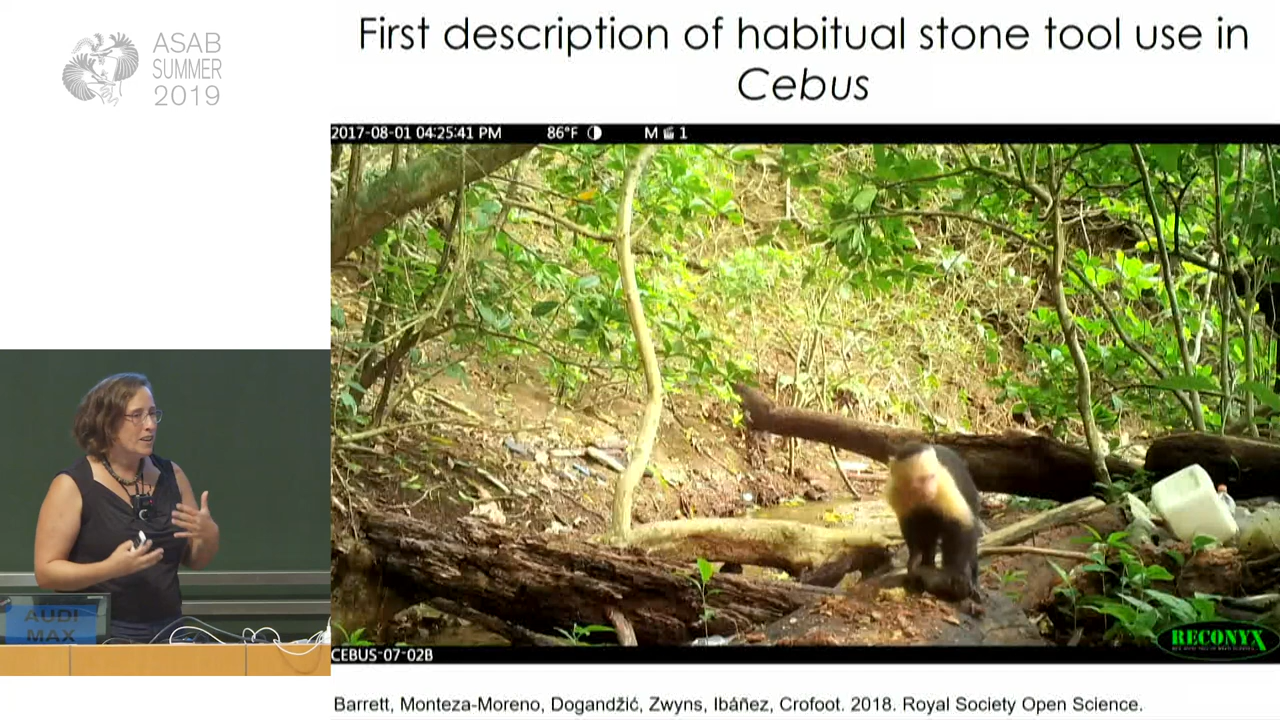 ASAB
SUMMER
2019
First description of habitual stone tool use in
Cebus
2017-08-01 04:25:41 PM 86°F M 1
AUDI
MAX
RECONYX
CEBUS-07-02B
Barrett, Monteza-Moreno, Dogandžić, Zwyns, Ibáñez, Crofoot. 2018. Royal Society Open Science.